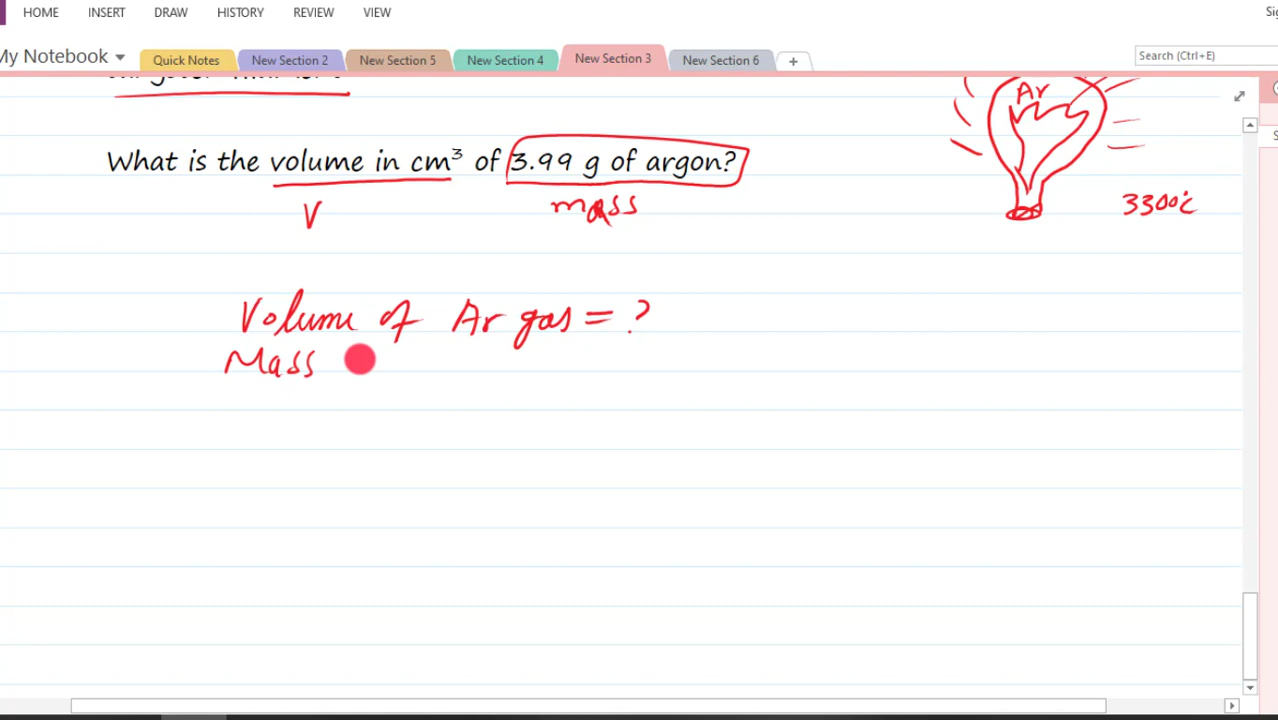 HOME INSERT DRAW HISTORY REVIEW VIEW
My Notebook Quick Notes New Section 2 New Section 5 New Section 4 New Section 3 New Section 6 + Search (Ctrl+E)
Ar
What is the volume in cm³ of 3.99 g of argon?
V mass 3300°C
Volume of Ar gas = ?
Mass